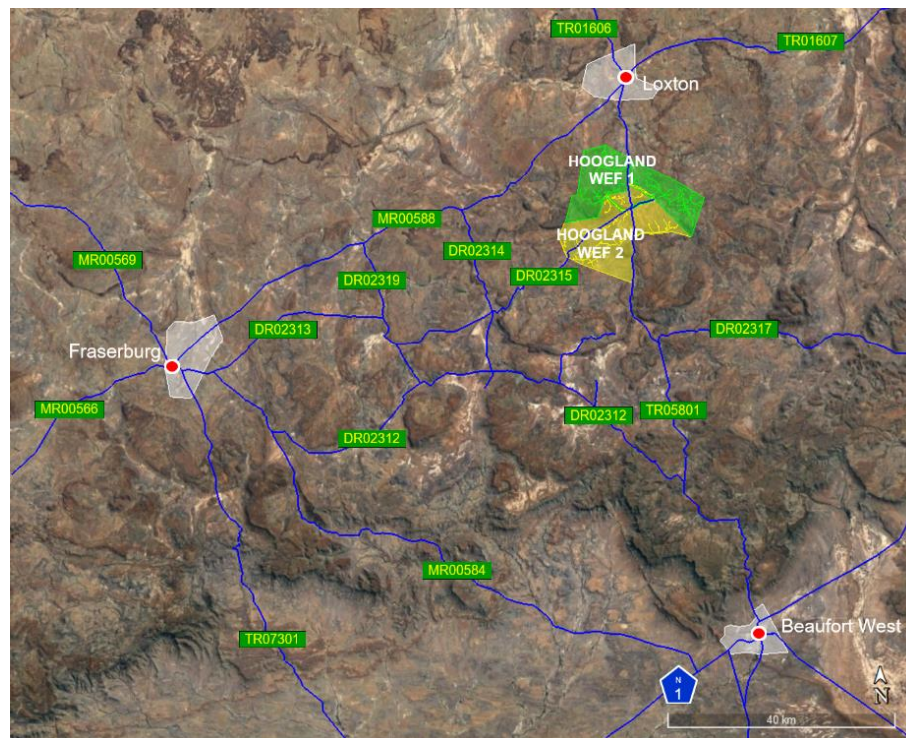 TR01606
TR01607
Loxton
HOOGLAND
WEF 1
MR00588
HOOGLAND
WEF 2
DR02314
MR00569
DR02319
DR02315
DR02313
DR02317
Fraserburg
MR00566
DR02312
TR05801
DR02312
MR00584
Beaufort West
TR07301
N
1
N
40 km